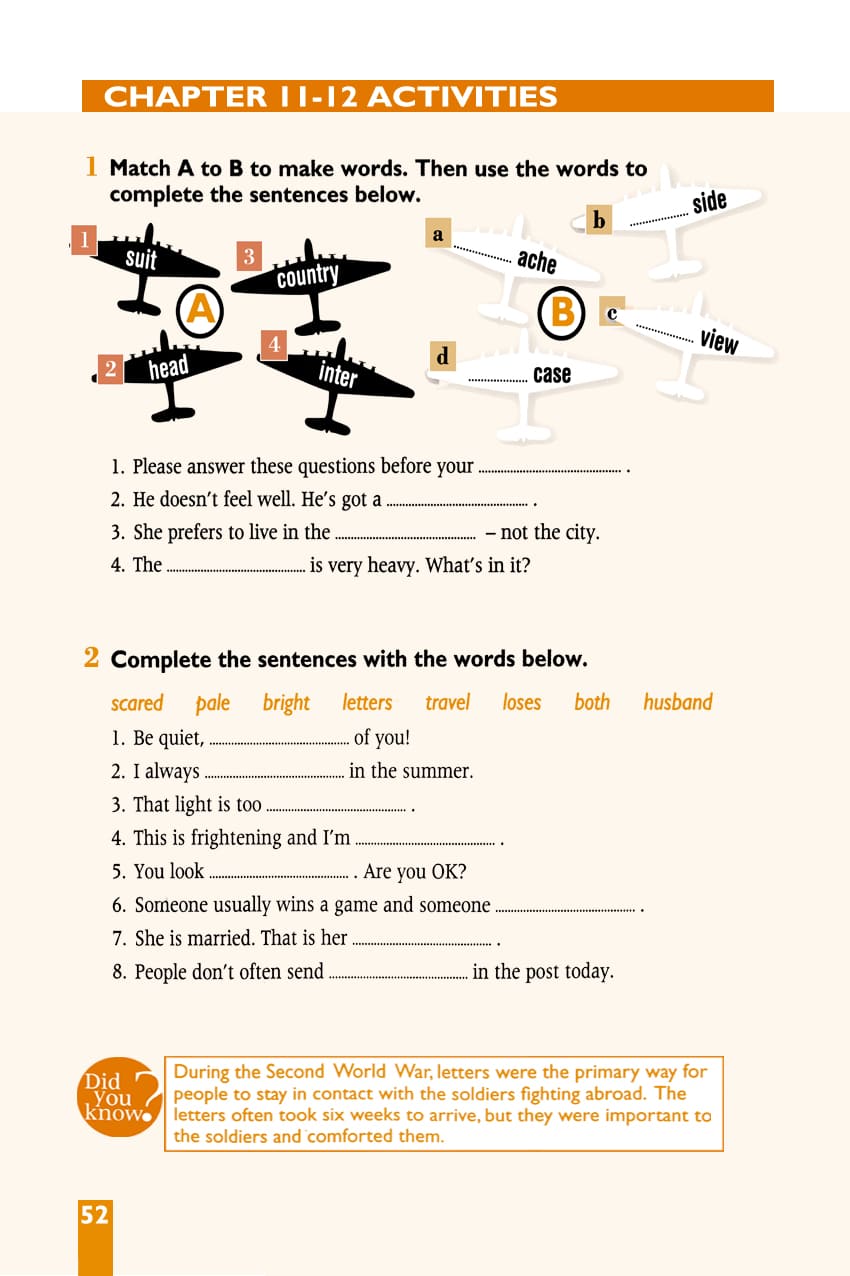 CHAPTER 11-12 ACTIVITIES
1 Match A to B to make words. Then use the words to
complete the sentences below.
1 suit
2 head
3 country
4 inter
A
a ............... ache
b ............... side
c ............... view
d ............... case
B
1. Please answer these questions before your ............................................. .
2. He doesn't feel well. He's got a ............................................. .
3. She prefers to live in the ............................................. – not the city.
4. The ............................................. is very heavy. What's in it?
2 Complete the sentences with the words below.
scared pale bright letters travel loses both husband
1. Be quiet, ............................................. of you!
2. I always ............................................. in the summer.
3. That light is too ............................................. .
4. This is frightening and I'm ............................................. .
5. You look ............................................. . Are you OK?
6. Someone usually wins a game and someone ............................................. .
7. She is married. That is her ............................................. .
8. People don't often send ............................................. in the post today.
Did
you
know?
During the Second World War, letters were the primary way for
people to stay in contact with the soldiers fighting abroad. The
letters often took six weeks to arrive, but they were important to
the soldiers and comforted them.
52